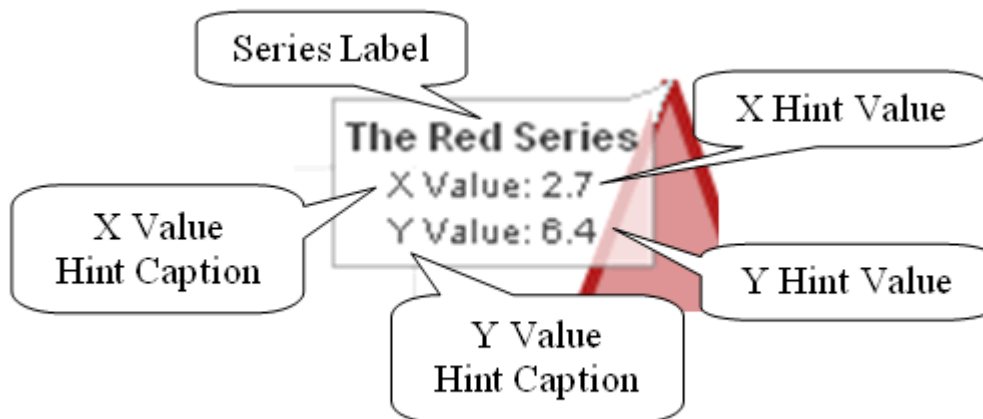 Series Label
The Red Series
X Value: 2.7
Y Value: 6.4
X Hint Value
X Value
Hint Caption
Y Hint Value
Y Value
Hint Caption